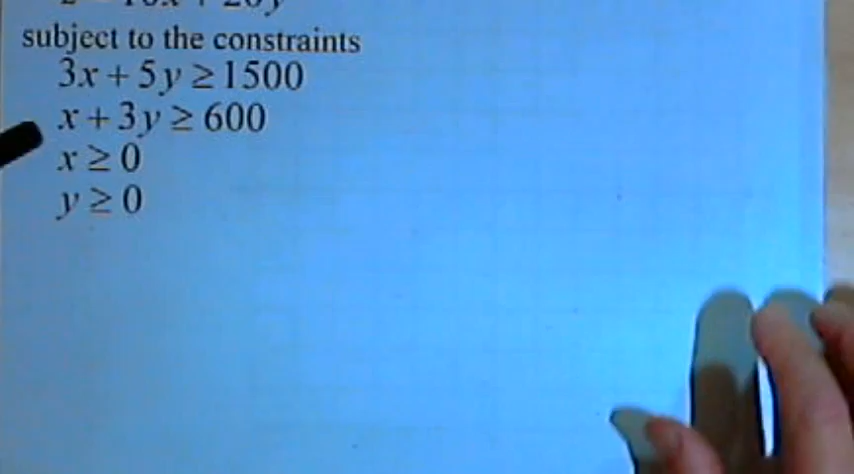 subject to the constraints
3x + 5y ≥ 1500
x + 3y ≥ 600
x ≥ 0
y ≥ 0